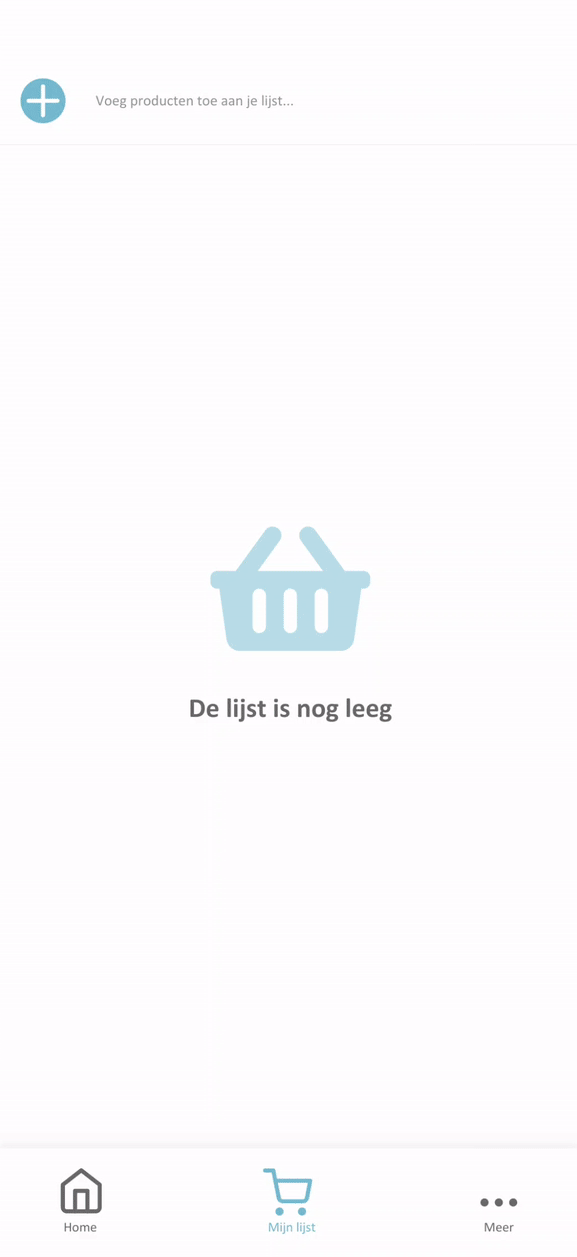 Voeg producten toe aan je lijst...
De lijst is nog leeg
Home
Mijn lijst
Meer